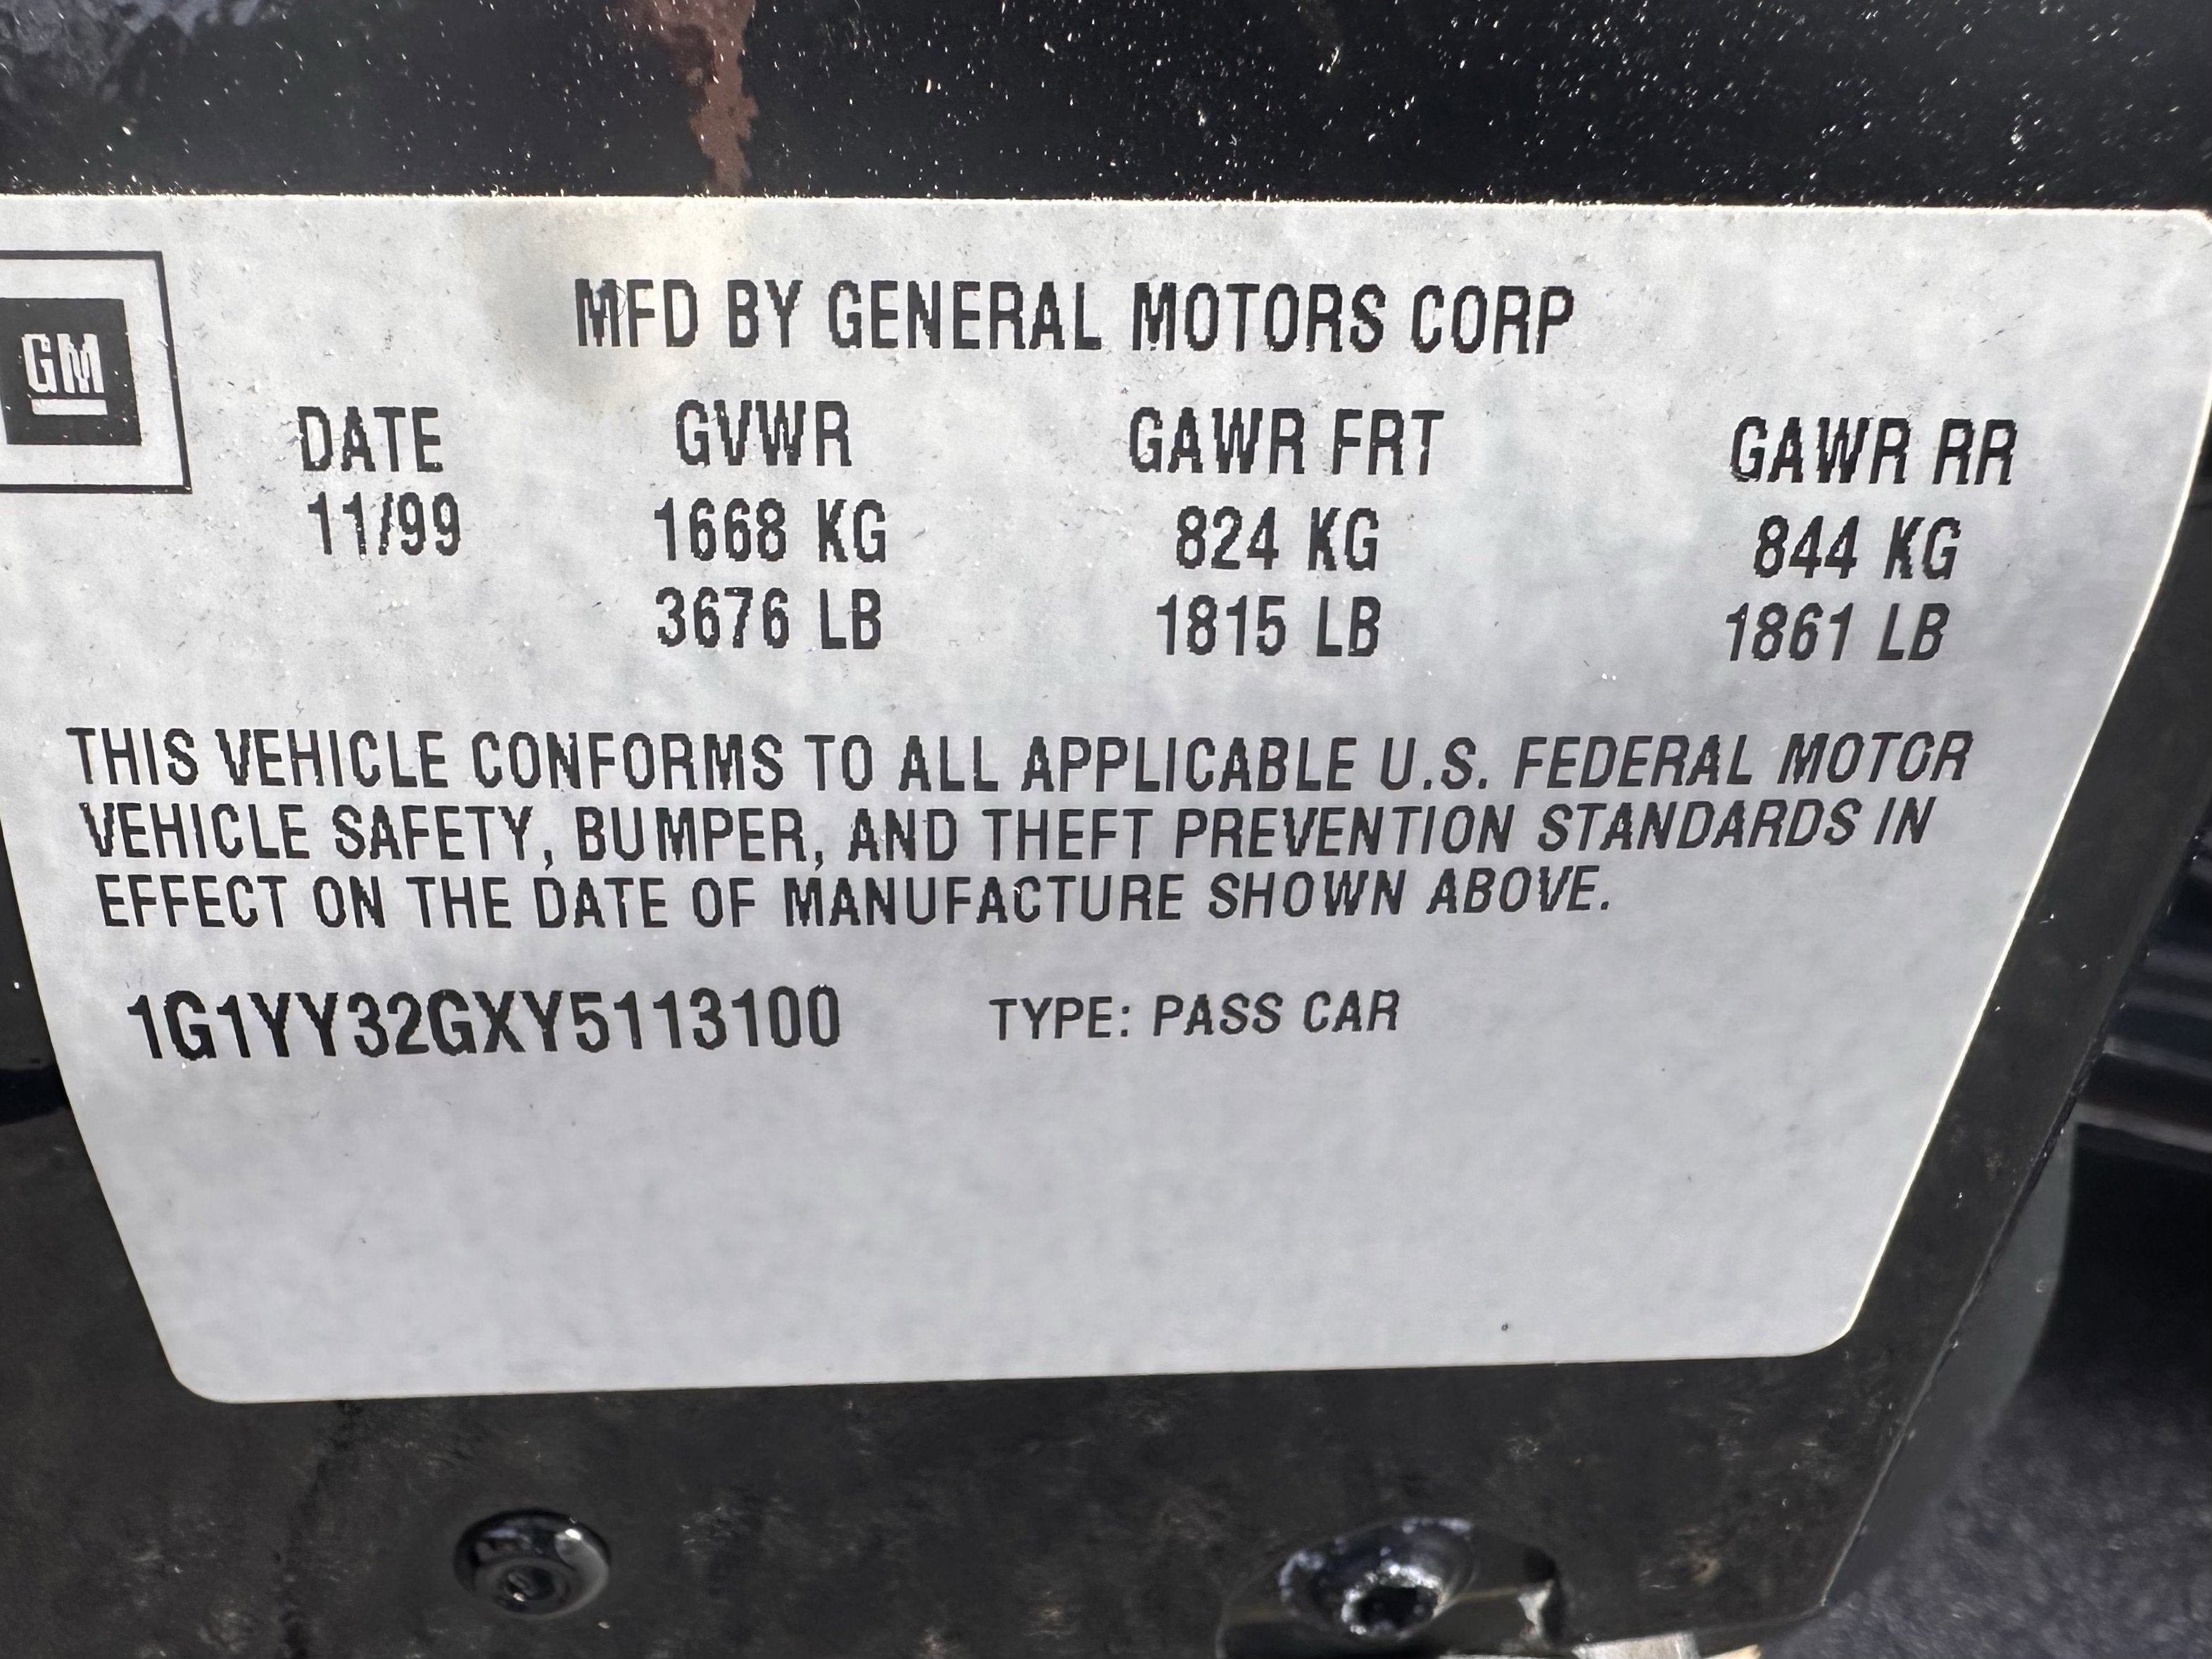 MFD BY GENERAL MOTORS CORP
GM
DATE GVWR GAWR FRT GAWR RR
11/99 1668 KG 824 KG 844 KG
3676 LB 1815 LB 1861 LB
THIS VEHICLE CONFORMS TO ALL APPLICABLE U.S. FEDERAL MOTOR
VEHICLE SAFETY, BUMPER, AND THEFT PREVENTION STANDARDS IN
EFFECT ON THE DATE OF MANUFACTURE SHOWN ABOVE.
1G1YY32GXY5113100 TYPE: PASS CAR